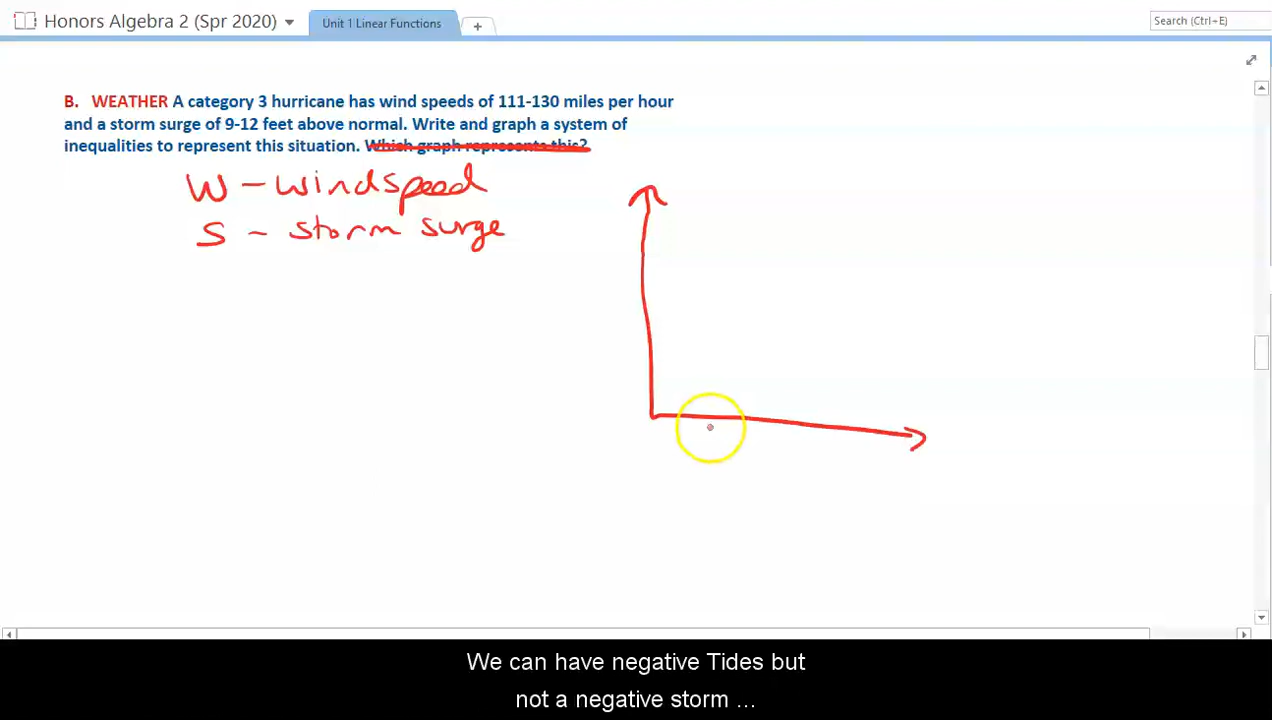 Honors Algebra 2 (Spr 2020)
Unit 1 Linear Functions
+
Search (Ctrl+E)
B. WEATHER A category 3 hurricane has wind speeds of 111-130 miles per hour
and a storm surge of 9-12 feet above normal. Write and graph a system of
inequalities to represent this situation. Which graph represents this?
W - windspeed
S - storm surge
We can have negative Tides but
not a negative storm ...